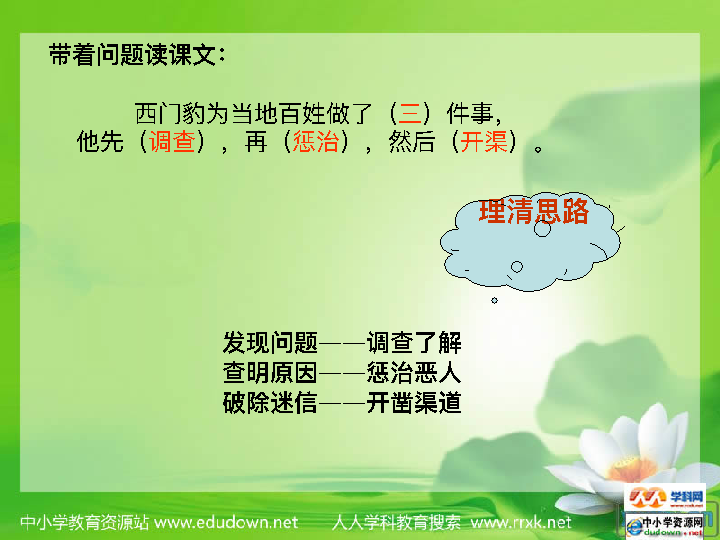 带着问题读课文：
西门豹为当地百姓做了（三）件事，
他先（调查），再（惩治），然后（开渠）。
理清思路
发现问题——调查了解
查明原因——惩治恶人
破除迷信——开凿渠道
中小学教育资源站 www.edudown.net 人人学科教育搜索 www.rrxk.net
学科网
www.rrxk.net
中小学资源网
www.edudown.net